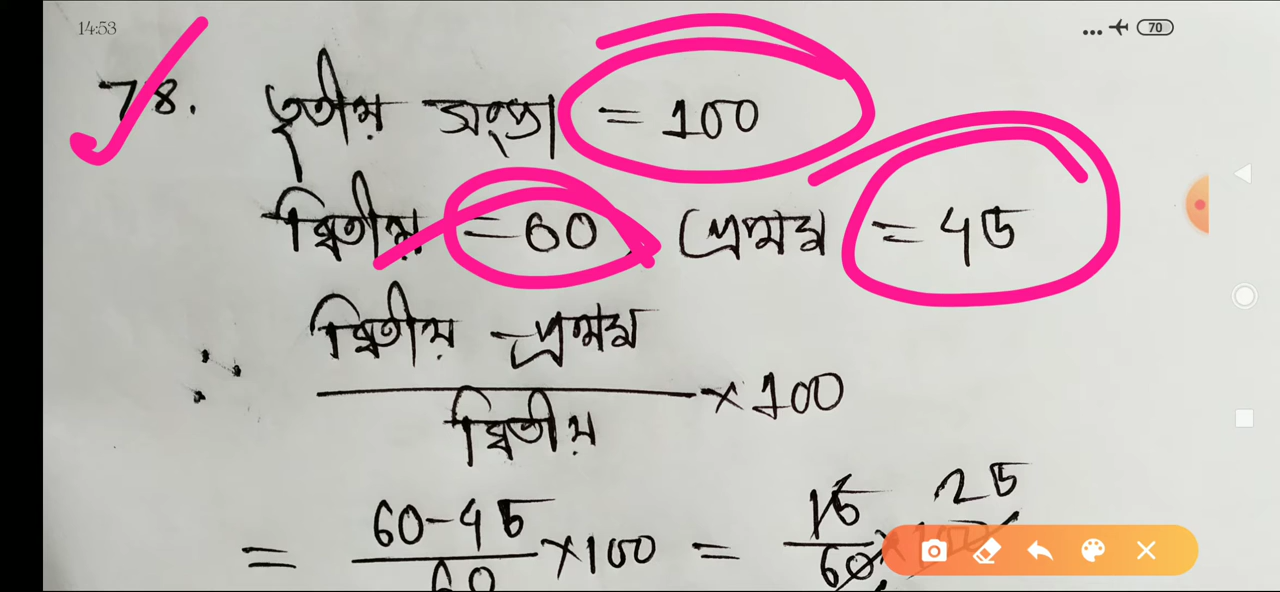 14:53
70
78. তৃতীয় সংখ্যা = 100
দ্বিতীয় = 60, প্রথম = 45
∴ দ্বিতীয় - প্রথম
× 100
দ্বিতীয়
= 60-45 × 100 = 15 25
60 60 × 100